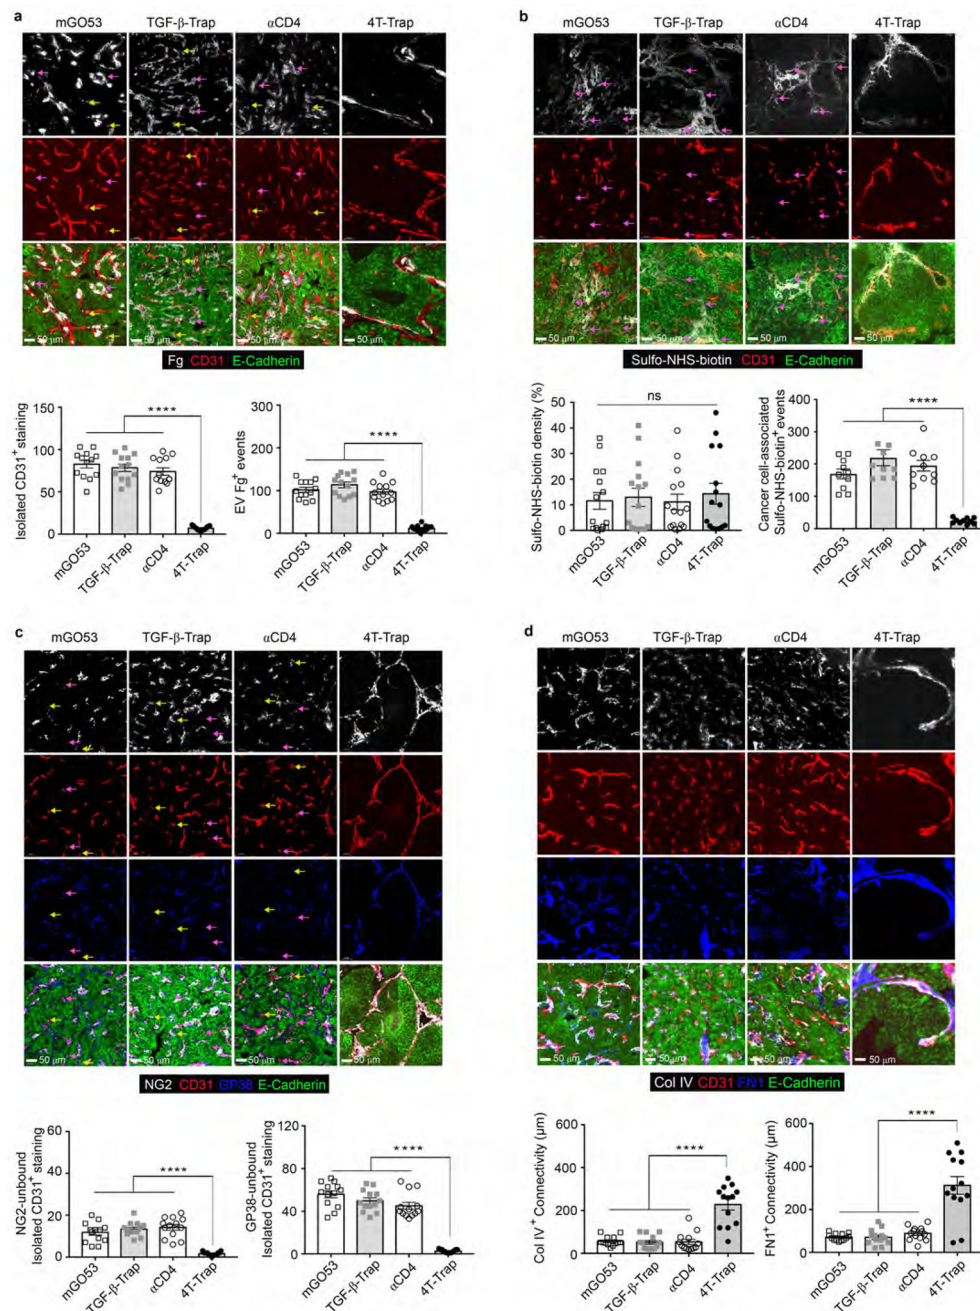 a
mGO53 TGF-β-Trap αCD4 4T-Trap
50 μm 50 μm 50 μm 50 μm
Fg CD31 E-Cadherin
Isolated CD31+ staining
150
100
50
0
****
mGO53 TGF-β-Trap αCD4 4T-Trap
EV Fg+ events
300
200
100
0
****
mGO53 TGF-β-Trap αCD4 4T-Trap
b
mGO53 TGF-β-Trap αCD4 4T-Trap
50 μm 50 μm 50 μm 50 μm
Sulfo-NHS-biotin CD31 E-Cadherin
Sulfo-NHS-biotin density (%)
50
40
30
20
10
0
ns
mGO53 TGF-β-Trap αCD4 4T-Trap
Cancer cell-associated
Sulfo-NHS-biotin+ events
400
300
200
100
0
****
mGO53 TGF-β-Trap αCD4 4T-Trap
c
mGO53 TGF-β-Trap αCD4 4T-Trap
50 μm 50 μm 50 μm 50 μm
NG2 CD31 GP38 E-Cadherin
NG2-unbound
Isolated CD31+ staining
60
40
20
0
****
mGO53 TGF-β-Trap αCD4 4T-Trap
GP38-unbound
Isolated CD31+ staining
120
90
60
30
0
****
mGO53 TGF-β-Trap αCD4 4T-Trap
d
mGO53 TGF-β-Trap αCD4 4T-Trap
50 μm 50 μm 50 μm 50 μm
Col IV CD31 FN1 E-Cadherin
Col IV+ Connectivity (μm)
600
400
200
0
****
mGO53 TGF-β-Trap αCD4 4T-Trap
FN1+ Connectivity (μm)
600
400
200
0
****
mGO53 TGF-β-Trap αCD4 4T-Trap